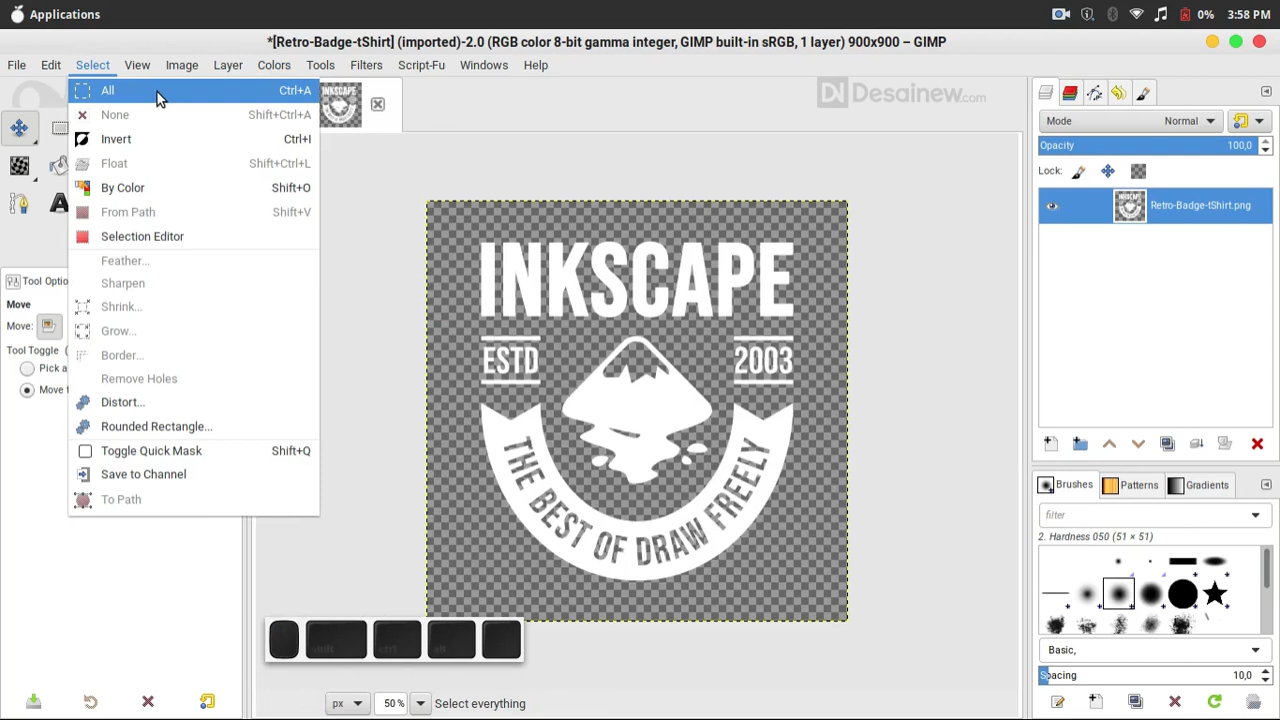 Applications
0%
3:58 PM
*[Retro-Badge-tShirt] (imported)-2.0 (RGB color 8-bit gamma integer, GIMP built-in sRGB, 1 layer) 900x900 – GIMP
File Edit Select View Image Layer Colors Tools Filters Script-Fu Windows Help
All Ctrl+A
None Shift+Ctrl+A
Invert Ctrl+I
Float Shift+Ctrl+L
By Color Shift+O
From Path Shift+V
Selection Editor
Feather...
Sharpen
Shrink...
Grow...
Border...
Remove Holes
Distort...
Rounded Rectangle...
Toggle Quick Mask Shift+Q
Save to Channel
To Path
Tool Optio
Move
Move:
Tool Toggle (
Pick a
Move t
Desainew.com
INKSCAPE
ESTD
2003
THE BEST OF DRAW FREELY
shift
ctrl
alt
px
50 %
Select everything
Mode Normal
Opacity 100,0
Lock:
Retro-Badge-tShirt.png
Brushes Patterns Gradients
filter
2. Hardness 050 (51 × 51)
Basic,
Spacing 10,0